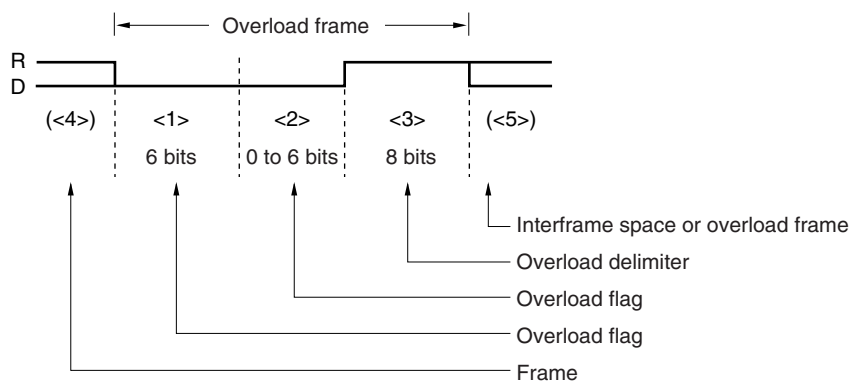 Overload frame
R
D
(<4>) <1> <2> <3> (<5>)
6 bits 0 to 6 bits 8 bits
Interframe space or overload frame
Overload delimiter
Overload flag
Overload flag
Frame